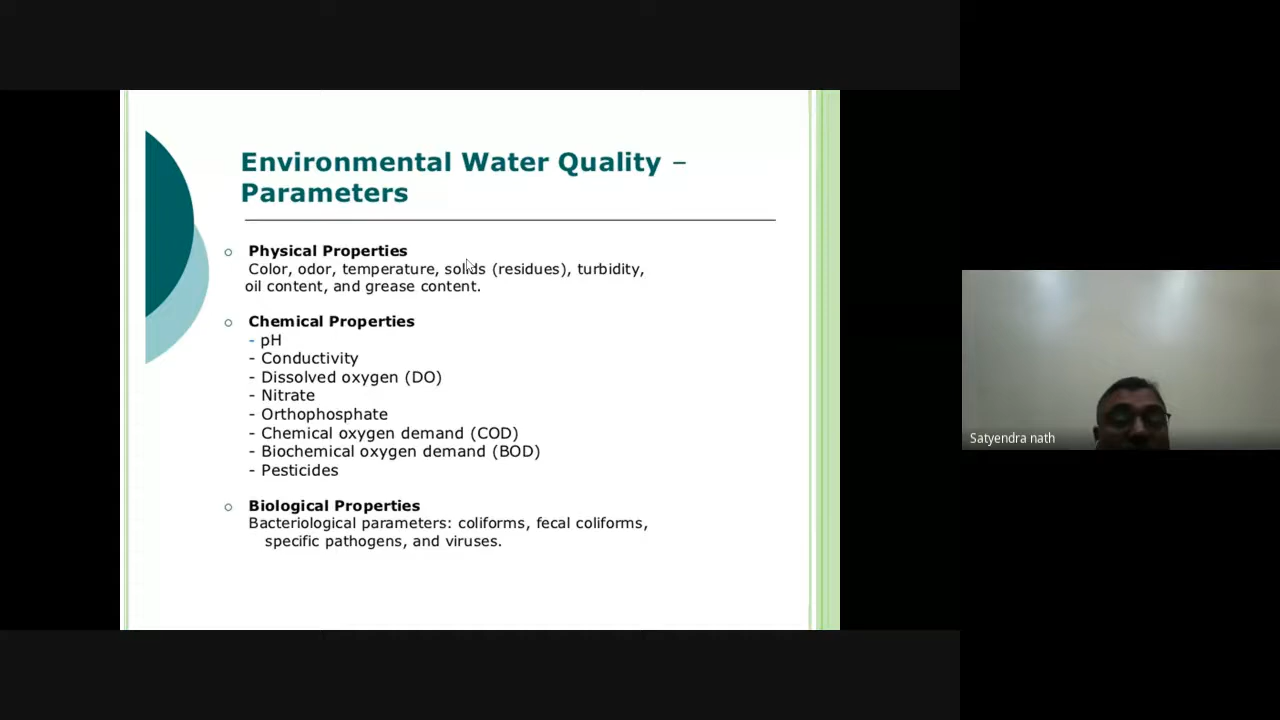 Environmental Water Quality –
Parameters
Physical Properties
Color, odor, temperature, solids (residues), turbidity,
oil content, and grease content.
Chemical Properties
- pH
- Conductivity
- Dissolved oxygen (DO)
- Nitrate
- Orthophosphate
- Chemical oxygen demand (COD)
- Biochemical oxygen demand (BOD)
- Pesticides
Biological Properties
Bacteriological parameters: coliforms, fecal coliforms,
specific pathogens, and viruses.
Satyendra nath